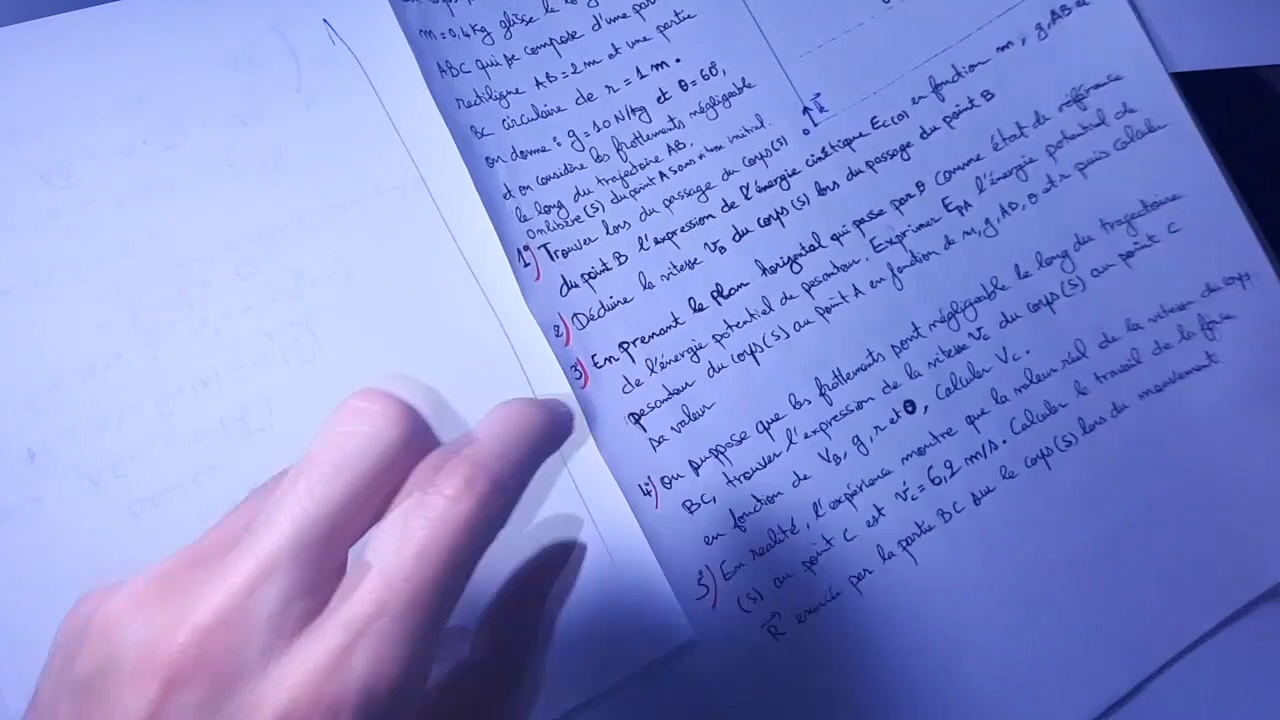 m = 0,4 kg glisse le
ABC qui se compose d'une
rectiligne AB = 2m et une partie
BC circulaire de r = 1m.
on donne : g = 10 N/kg et θ = 60°,
et on considère les frottements négligeable
le long du trajectoire AB.
On libère (S) du point A sans vitesse initial.
1°) Trouver lors du passage du corps (S)
du point B l'expression de l'énergie cinétique Ec(B) en fonction m, g, AB et
2) Déduire la vitesse VB du corps (S) lors du passage du point B
3) En prenant le Plan horizontal qui passe par B comme état de référence
de l'énergie potentiel de pesanteur. Exprimer EPA l'énergie potentiel de
pesanteur du corps (S) au point A en fonction de m, g, AB, θ et r puis calculer
sa valeur
4) on suppose que les frottements sont négligeable le long du trajectoire
BC, trouver l'expression de la vitesse Vc du corps (S) au point C
en fonction de VB, g, r et θ, Calculer Vc.
5) En realité, l'expérience montre que la valeur réel de la vitesse du corps
(S) au point C est V'c = 6,2 m/s. Calculer le travail de la force
R exercée par la partie BC sur le corps (S) lors du mouvement
o k